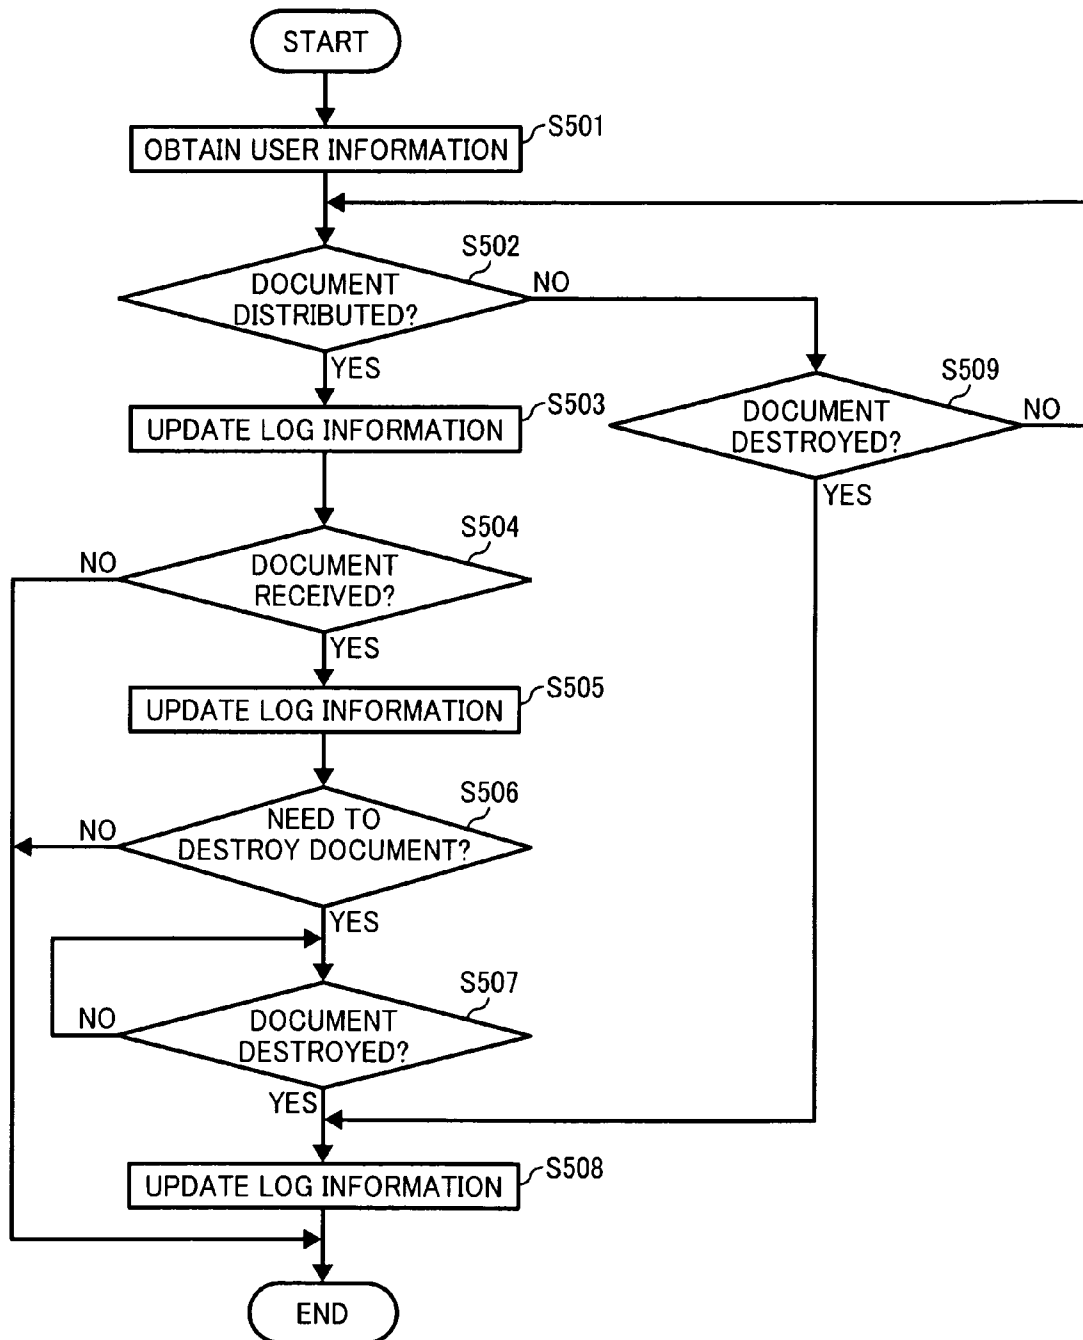 START
OBTAIN USER INFORMATION
S501
S502
DOCUMENT
DISTRIBUTED?
NO
YES
S509
DOCUMENT
DESTROYED?
NO
YES
S503
UPDATE LOG INFORMATION
S504
DOCUMENT
RECEIVED?
NO
YES
S505
UPDATE LOG INFORMATION
S506
NEED TO
DESTROY DOCUMENT?
NO
YES
S507
DOCUMENT
DESTROYED?
NO
YES
S508
UPDATE LOG INFORMATION
END